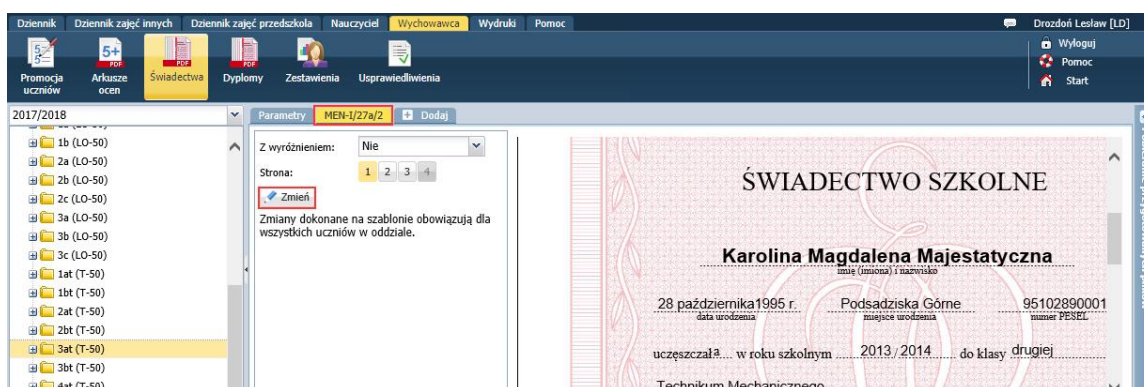 Dziennik Dziennik zajęć innych Dziennik zajęć przedszkola Nauczyciel Wychowawca Wydruki Pomoc Drozdoń Lesław [LD]
Promocja uczniów
Arkusze ocen
Świadectwa
Dyplomy
Zestawienia
Usprawiedliwienia
Wyloguj
Pomoc
Start
2017/2018
1b (LO-50)
2a (LO-50)
2b (LO-50)
2c (LO-50)
3a (LO-50)
3b (LO-50)
3c (LO-50)
1at (T-50)
1bt (T-50)
2at (T-50)
2bt (T-50)
3at (T-50)
3bt (T-50)
4at (T-50)
Parametry MEN-I/27a/2 Dodaj
Z wyróżnieniem: Nie
Strona: 1 2 3 4
Zmień
Zmiany dokonane na szablonie obowiązują dla
wszystkich uczniów w oddziale.
ŚWIADECTWO SZKOLNE
Karolina Magdalena Majestatyczna
imię (imiona) i nazwisko
28 października1995 r. Podsadziska Górne 95102890001
data urodzenia miejsce urodzenia numer PESEL
uczęszczała w roku szkolnym 2013 / 2014 do klasy drugiej
Technikum Mechanicznego